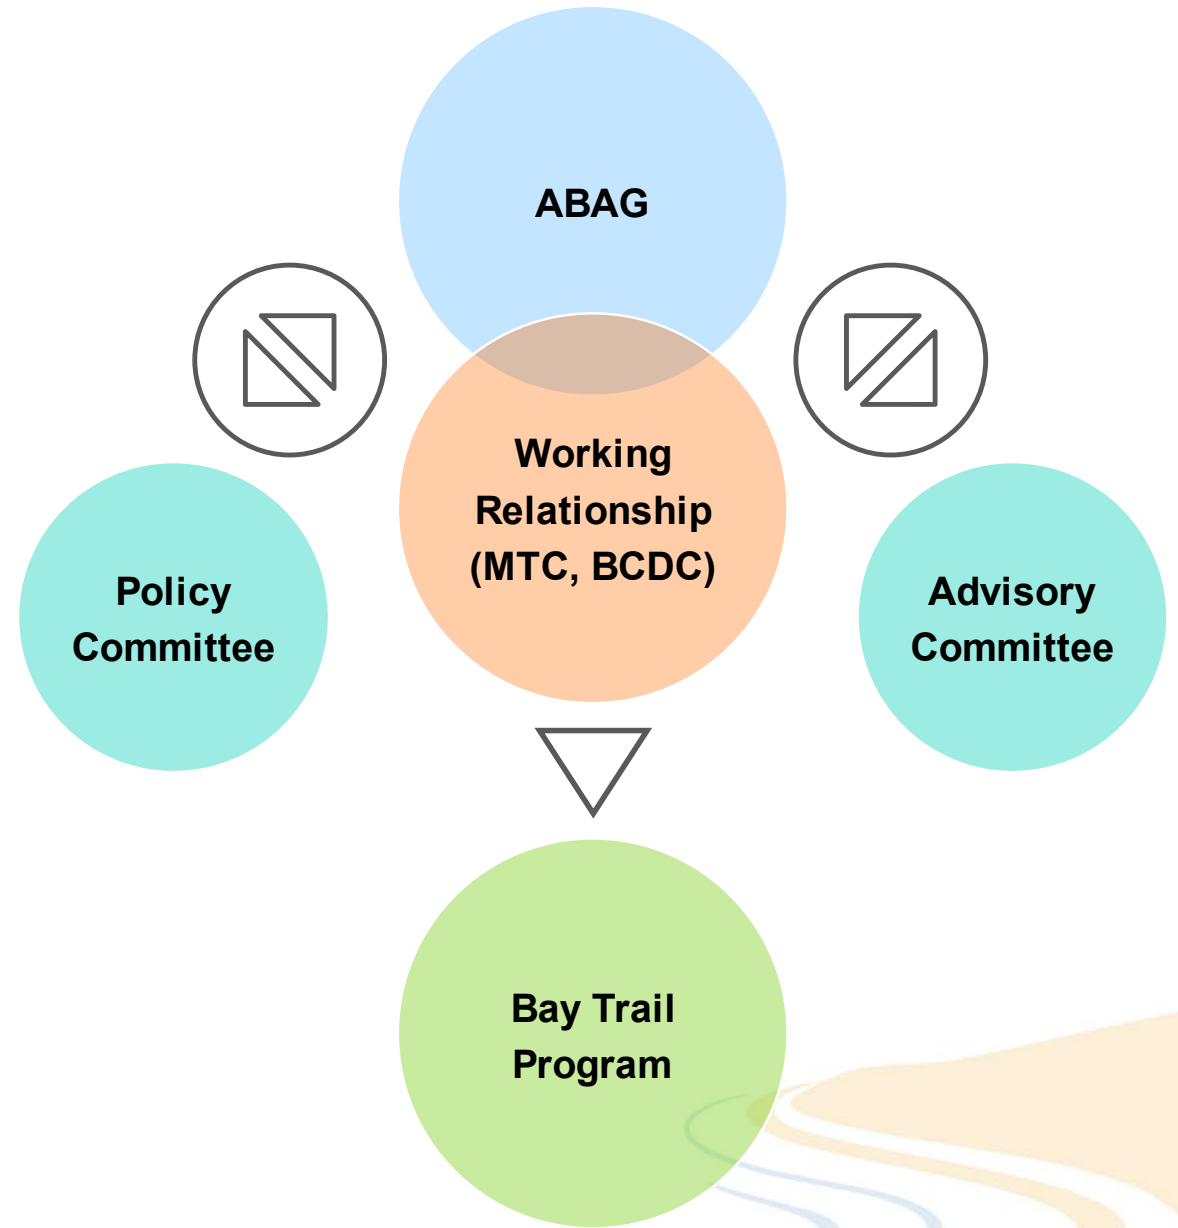 ABAG
Working
Relationship
(MTC, BCDC)
Policy
Committee
Advisory
Committee
Bay Trail
Program